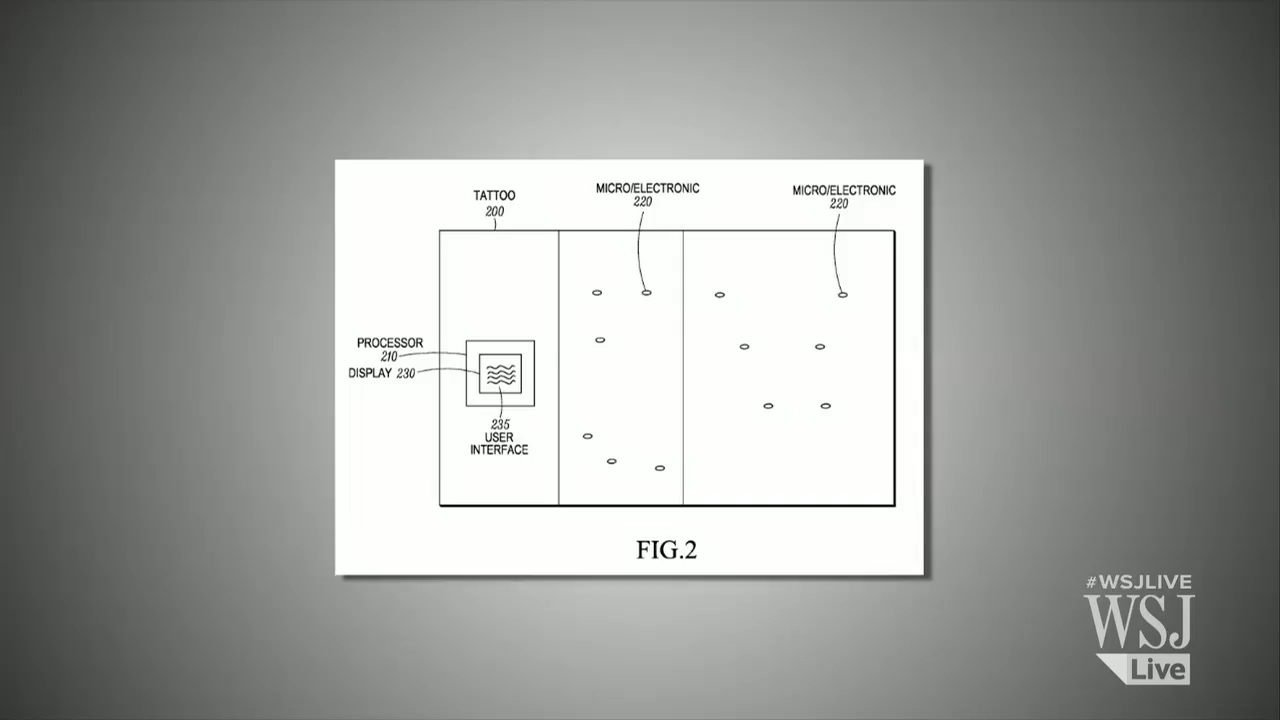 TATTOO
200
MICRO/ELECTRONIC
220
MICRO/ELECTRONIC
220
PROCESSOR
210
DISPLAY 230
235
USER
INTERFACE
FIG.2
#WSJLIVE
WSJ
Live